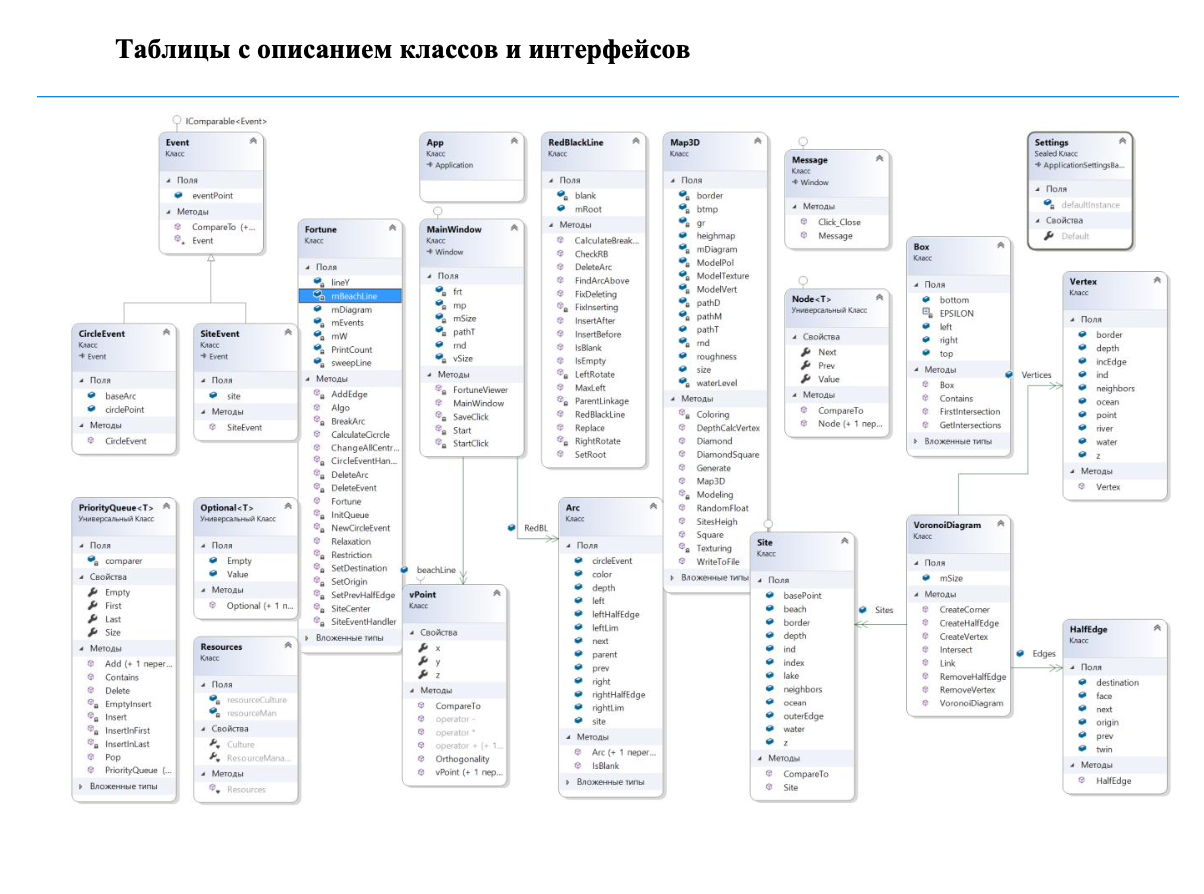 Таблицы с описанием классов и интерфейсов
IComparable<Event>
Event
Класс
Поля
eventPoint
Методы
CompareTo (+...
Event
CircleEvent
Класс
Event
Поля
baseArc
circlePoint
Методы
CircleEvent
SiteEvent
Класс
Event
Поля
site
Методы
SiteEvent
PriorityQueue<T>
Универсальный Класс
Поля
comparer
Свойства
Empty
First
Last
Size
Методы
Add (+ 1 перег...
Contains
Delete
EmptyInsert
Insert
InsertInFirst
InsertInLast
Pop
PriorityQueue (...
Вложенные типы
Optional<T>
Универсальный Класс
Поля
Empty
Value
Методы
Optional (+ 1 п...
Resources
Класс
Поля
resourceCulture
resourceMan
Свойства
Culture
ResourceMana...
Методы
Resources
Fortune
Класс
Поля
lineY
mBeachLine
mDiagram
mEvents
mW
PrintCount
sweepLine
Методы
AddEdge
Algo
BreakArc
CalculateCicrcle
ChangeAllCentr...
CircleEventHan...
DeleteArc
DeleteEvent
Fortune
InitQueue
NewCircleEvent
Relaxation
Restriction
SetDestination
SetOrigin
SetPrevHalfEdge
SiteCenter
SiteEventHandler
Вложенные типы
App
Класс
Application
MainWindow
Класс
Window
Поля
frt
mp
mSize
pathT
rnd
vSize
Методы
FortuneViewer
MainWindow
SaveClick
Start
StartClick
beachLine
RedBL
vPoint
Класс
Свойства
x
y
z
Методы
CompareTo
operator -
operator *
operator + (+ 1...
Orthogonality
vPoint (+ 1 пер...
RedBlackLine
Класс
Поля
blank
mRoot
Методы
CalculateBreak...
CheckRB
DeleteArc
FindArcAbove
FixDeleting
FixInserting
InsertAfter
InsertBefore
IsBlank
IsEmpty
LeftRotate
MaxLeft
ParentLinkage
RedBlackLine
Replace
RightRotate
SetRoot
Arc
Класс
Поля
circleEvent
color
depth
left
leftHalfEdge
leftLim
next
parent
prev
right
rightHalfEdge
rightLim
site
Методы
Arc (+ 1 перег...
IsBlank
Вложенные типы
Map3D
Класс
Поля
border
btmp
gr
heighmap
mDiagram
ModelPol
ModelTexture
ModelVert
pathD
pathM
pathT
rnd
roughness
size
waterLevel
Методы
Coloring
DepthCalcVertex
Diamond
DiamondSquare
Generate
Map3D
Modeling
RandomFloat
SitesHeigh
Square
Texturing
WriteToFile
Вложенные типы
Site
Класс
Поля
basePoint
beach
border
depth
ind
index
lake
neighbors
ocean
outerEdge
water
z
Методы
CompareTo
Site
Message
Класс
Window
Методы
Click_Close
Message
Node<T>
Универсальный Класс
Свойства
Next
Prev
Value
Методы
CompareTo
Node (+ 1 пер...
Box
Класс
Поля
bottom
EPSILON
left
right
top
Методы
Box
Contains
FirstIntersection
GetIntersections
Вложенные типы
VoronoiDiagram
Класс
Поля
mSize
Методы
CreateCorner
CreateHalfEdge
CreateVertex
Intersect
Link
RemoveHalfEdge
RemoveVertex
VoronoiDiagram
Sites
Vertices
Edges
Settings
Sealed Класс
ApplicationSettingsBa...
Поля
defaultInstance
Свойства
Default
Vertex
Класс
Поля
border
depth
incEdge
ind
neighbors
ocean
point
river
water
z
Методы
Vertex
HalfEdge
Класс
Поля
destination
face
next
origin
prev
twin
Методы
HalfEdge